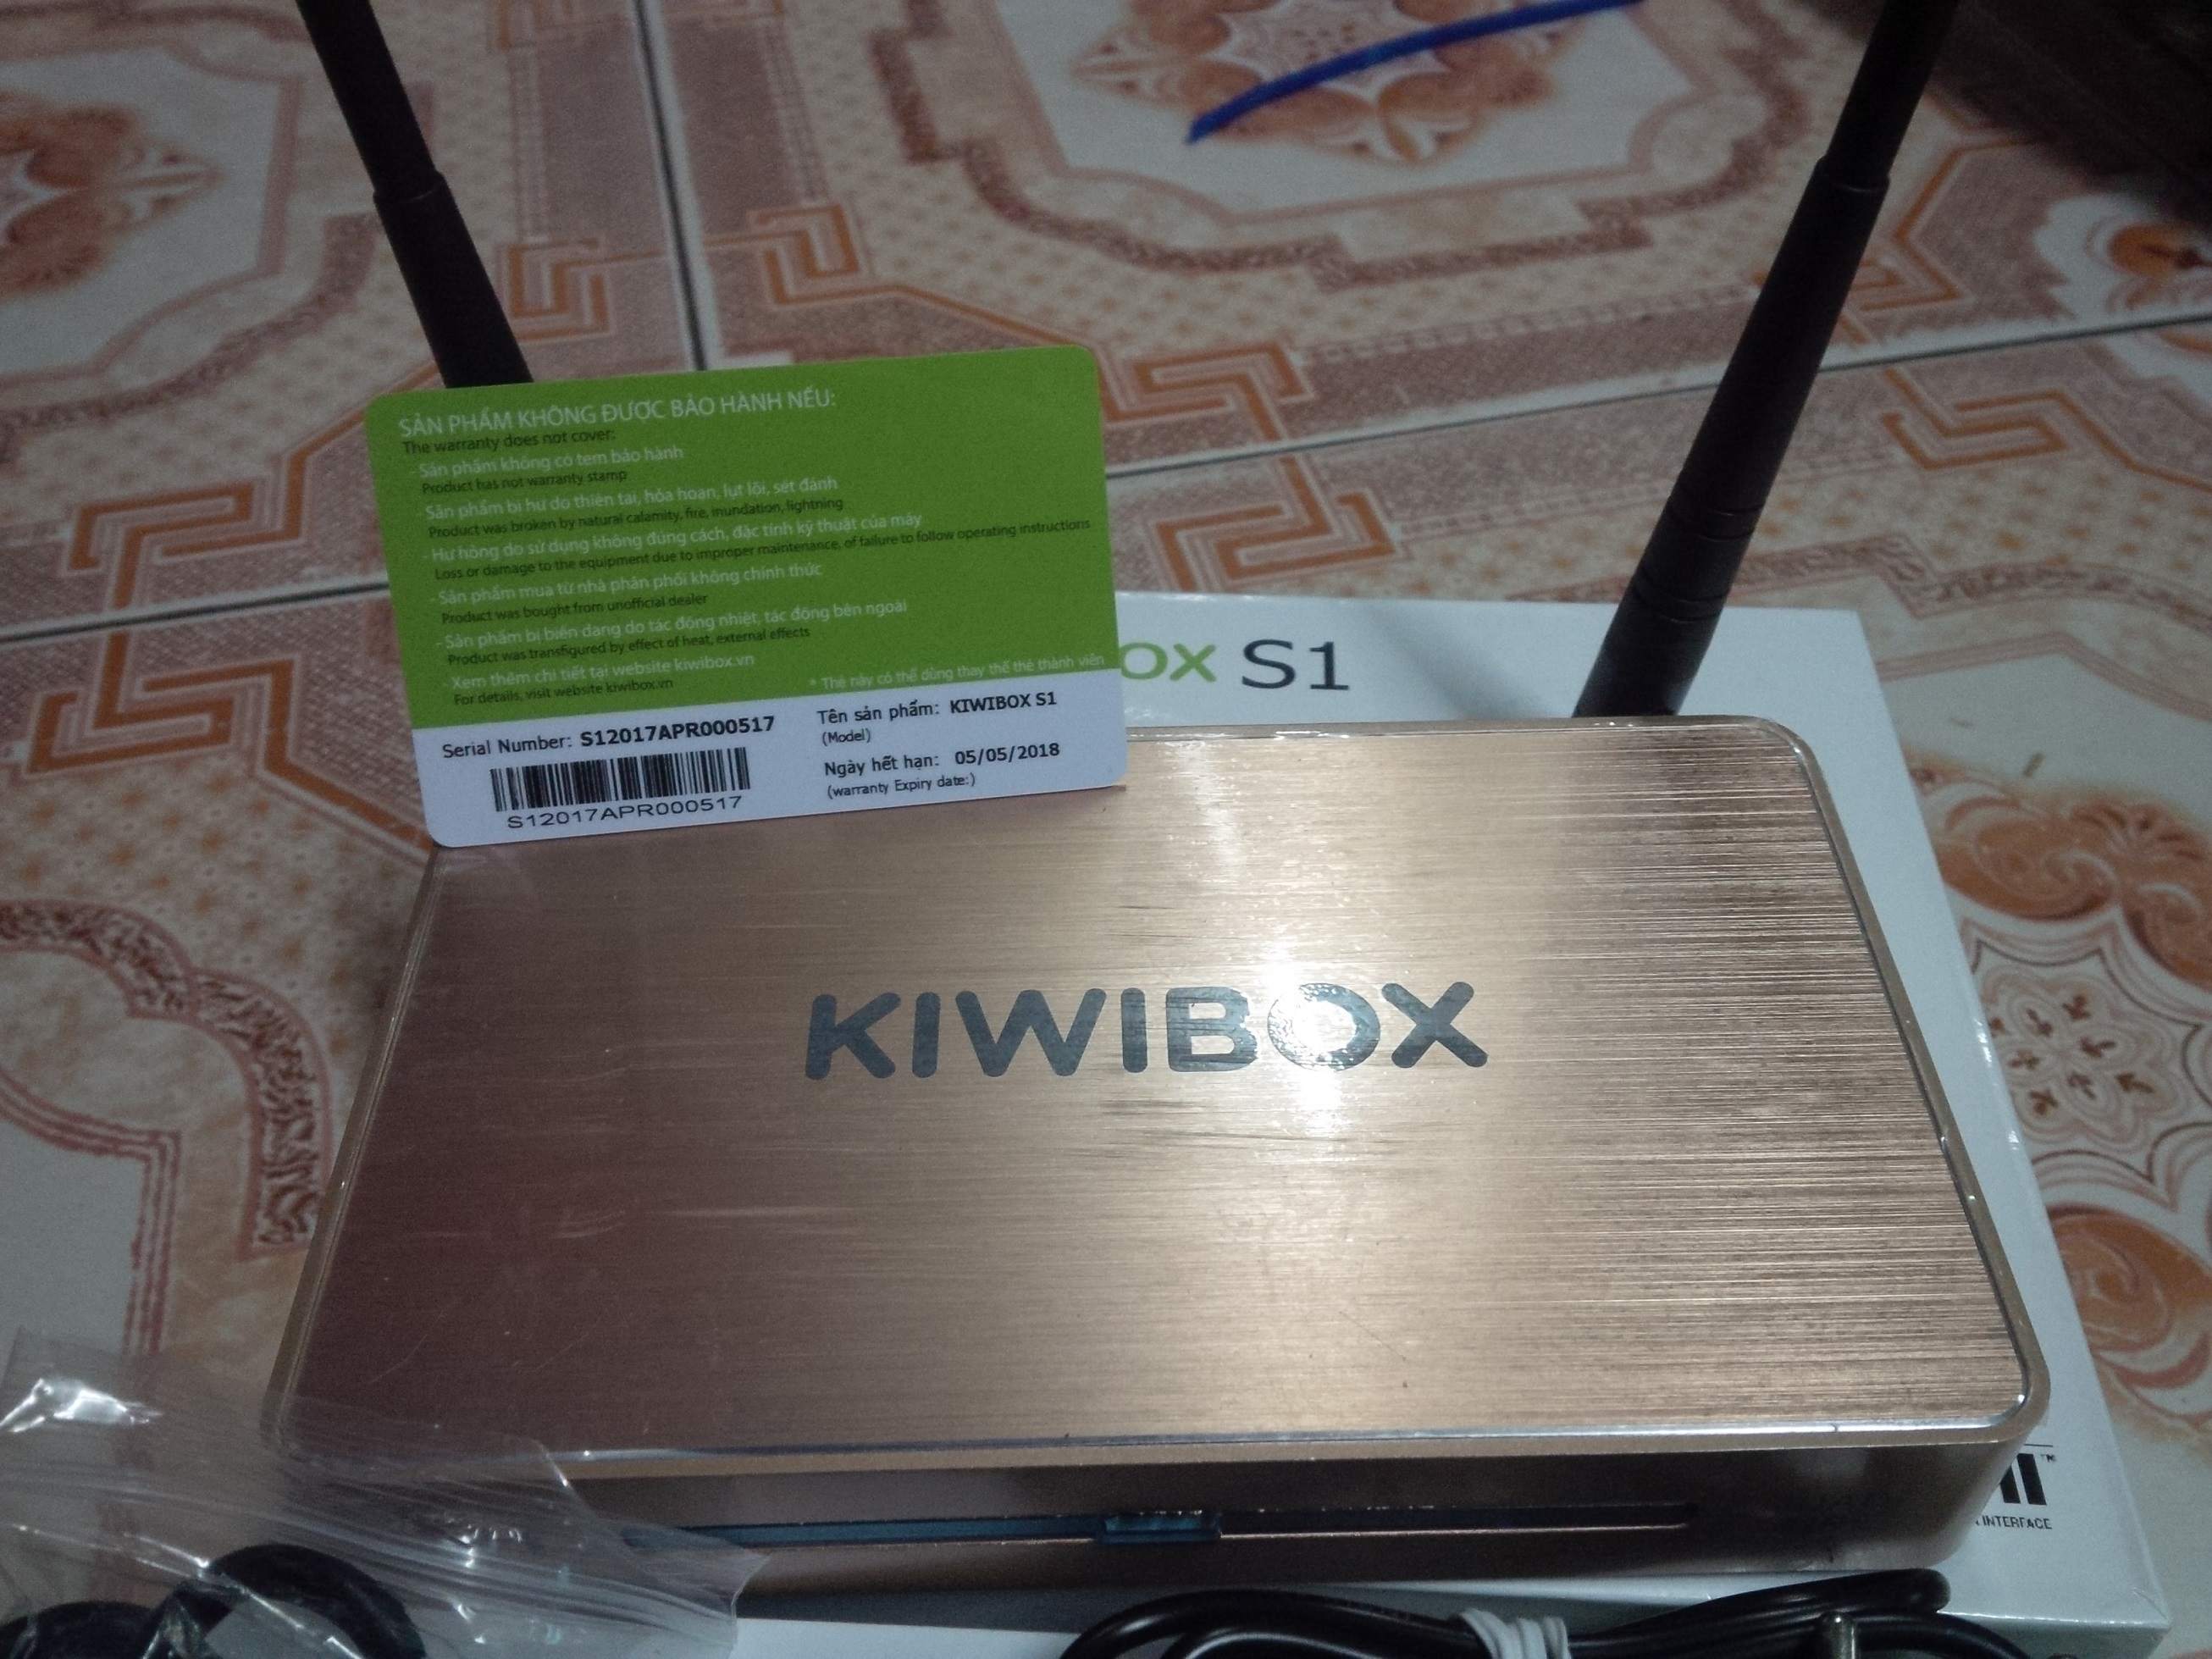 SẢN PHẨM KHÔNG ĐƯỢC BẢO HÀNH NẾU:
The warranty does not cover:
- Sản phẩm không có tem bảo hành
Product has not warranty stamp
- Sản phẩm bị hư do thiên tai, hỏa hoạn, lụt lội, sét đánh
Product was broken by natural calamity, fire, inundation, lightning
- Hư hỏng do sử dụng không đúng cách, đặc tính kỹ thuật của máy
Loss or damage to the equipment due to improper maintenance, of failure to follow operating instructions
- Sản phẩm mua từ nhà phân phối không chính thức
Product was bought from unofficial dealer
- Sản phẩm bị biến dạng do tác động nhiệt, tác động bên ngoài
Product was transfigured by effect of heat, external effects
- Xem thêm chi tiết tại website kiwibox.vn
For details, visit website kiwibox.vn
* Thẻ này có thể dùng thay thế thẻ thành viên
Serial Number: S12017APR000517
S12017APR000517
Tên sản phẩm: KIWIBOX S1
(Model)
Ngày hết hạn: 05/05/2018
(warranty Expiry date:)
OX S1
KIWIBOX
INTERFACE